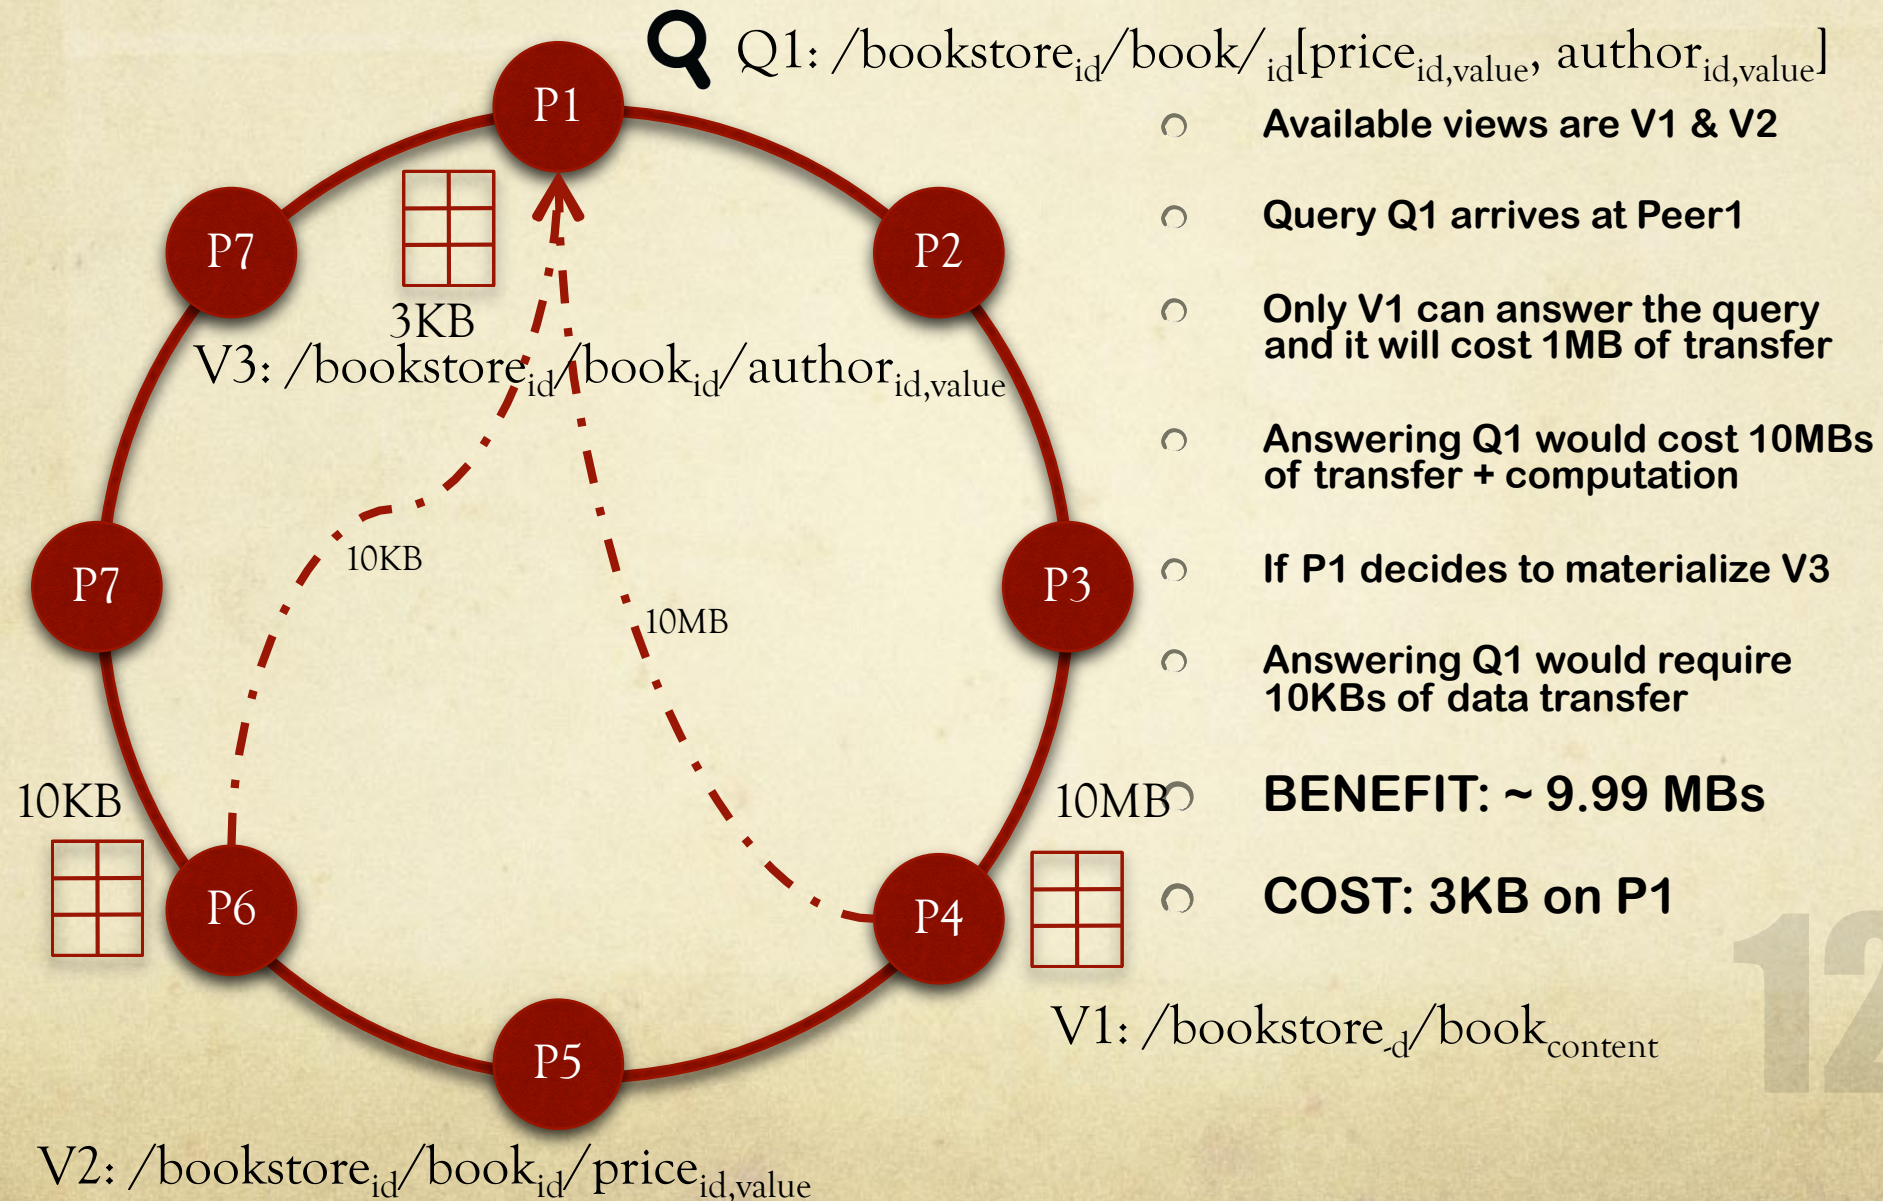 Q1: /bookstoreid/book/id[priceid,value, authorid,value]
P1
P2
P3
P4
P5
P6
P7
P7
3KB
V3: /bookstoreid/bookid/authorid,value
10KB
10MB
10KB
10MB
V1: /bookstore-d/bookcontent
V2: /bookstoreid/bookid/priceid,value
Available views are V1 & V2
Query Q1 arrives at Peer1
Only V1 can answer the query
and it will cost 1MB of transfer
Answering Q1 would cost 10MBs
of transfer + computation
If P1 decides to materialize V3
Answering Q1 would require
10KBs of data transfer
BENEFIT: ~ 9.99 MBs
COST: 3KB on P1
12